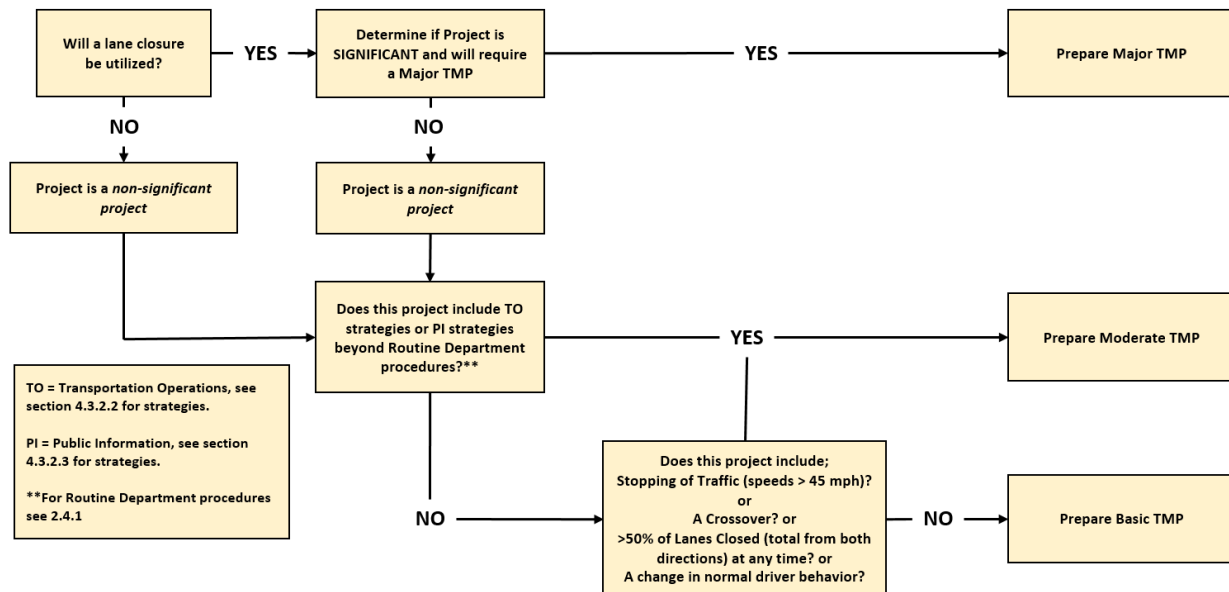 Will a lane closure
be utilized?
YES
Determine if Project is
SIGNIFICANT and will require
a Major TMP
YES
Prepare Major TMP
NO
NO
Project is a non-significant
project
Project is a non-significant
project
Does this project include TO
strategies or PI strategies
beyond Routine Department
procedures?**
YES
Prepare Moderate TMP
TO = Transportation Operations, see
section 4.3.2.2 for strategies.
PI = Public Information, see section
4.3.2.3 for strategies.
**For Routine Department procedures
see 2.4.1
NO
Does this project include;
Stopping of Traffic (speeds > 45 mph)?
or
A Crossover? or
>50% of Lanes Closed (total from both
directions) at any time? or
A change in normal driver behavior?
NO
Prepare Basic TMP